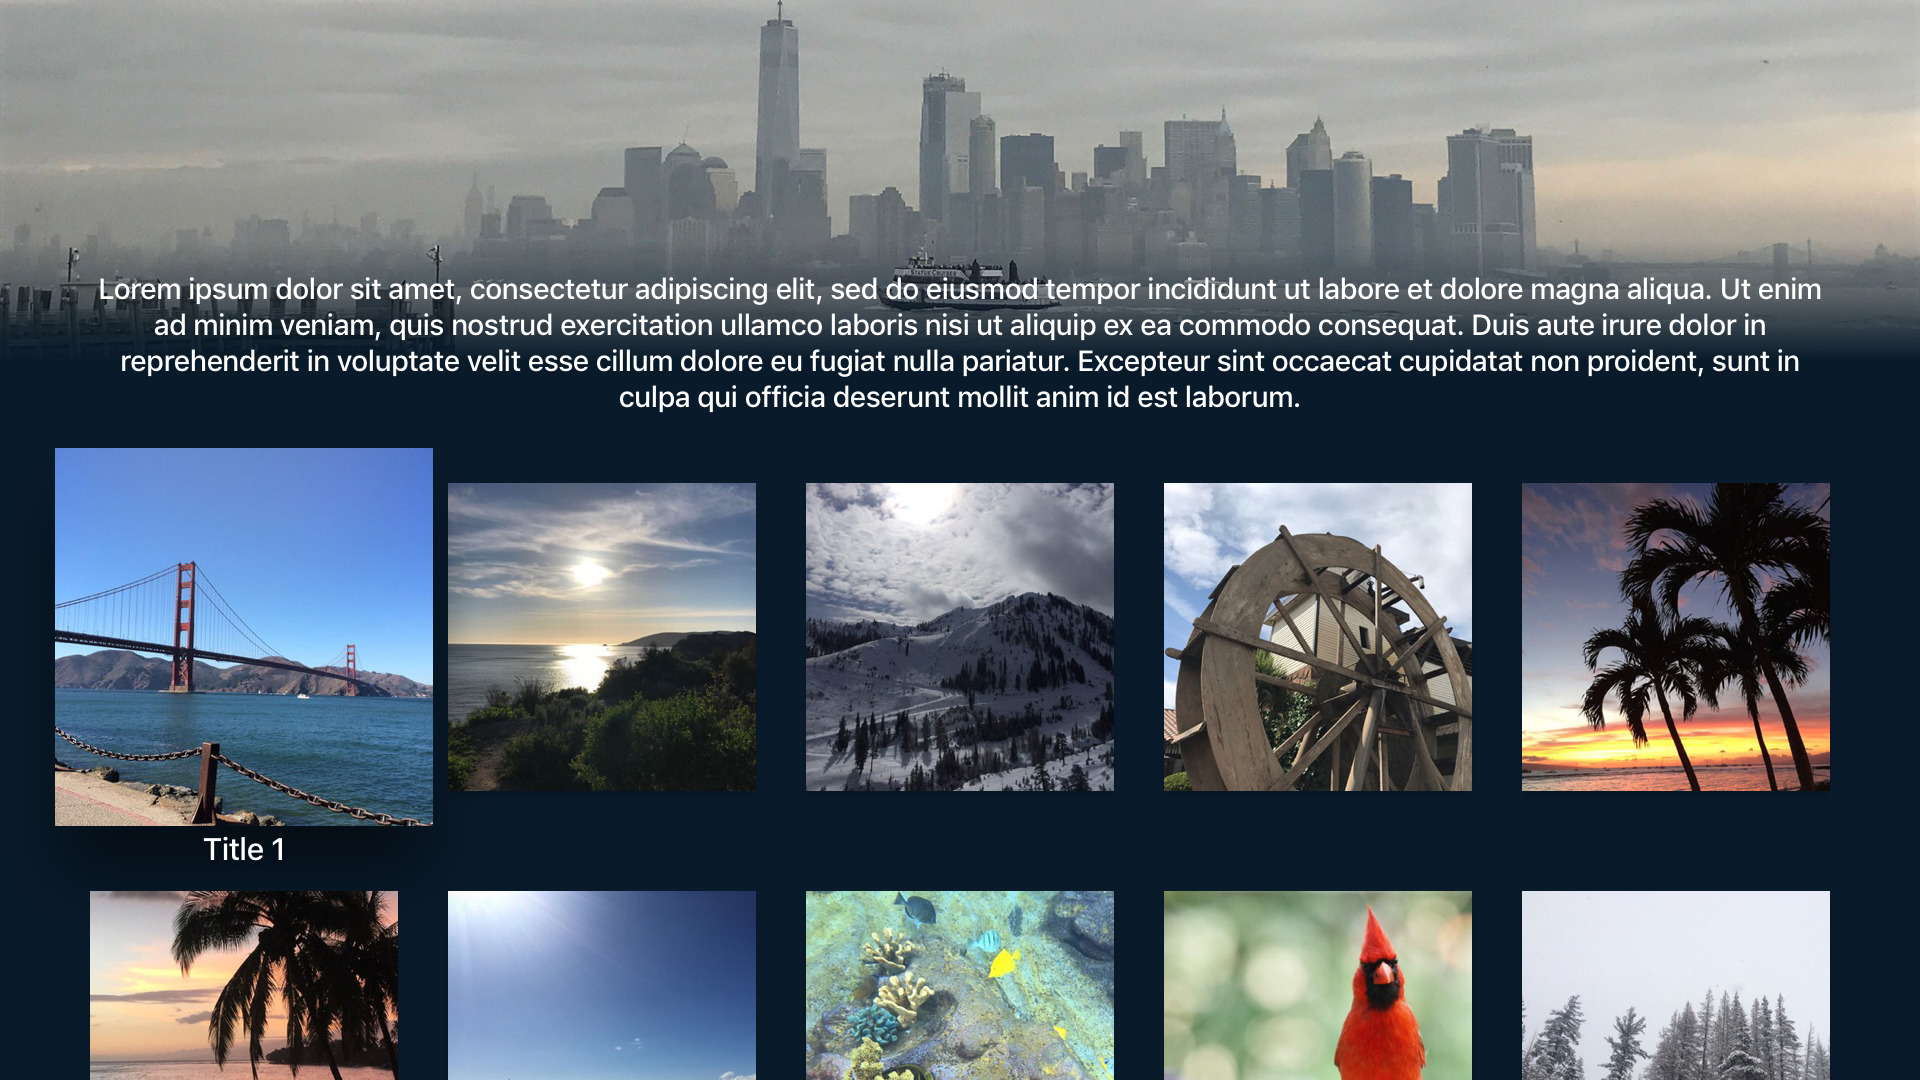 Lorem ipsum dolor sit amet, consectetur adipiscing elit, sed do eiusmod tempor incididunt ut labore et dolore magna aliqua. Ut enim
ad minim veniam, quis nostrud exercitation ullamco laboris nisi ut aliquip ex ea commodo consequat. Duis aute irure dolor in
reprehenderit in voluptate velit esse cillum dolore eu fugiat nulla pariatur. Excepteur sint occaecat cupidatat non proident, sunt in
culpa qui officia deserunt mollit anim id est laborum.
Title 1